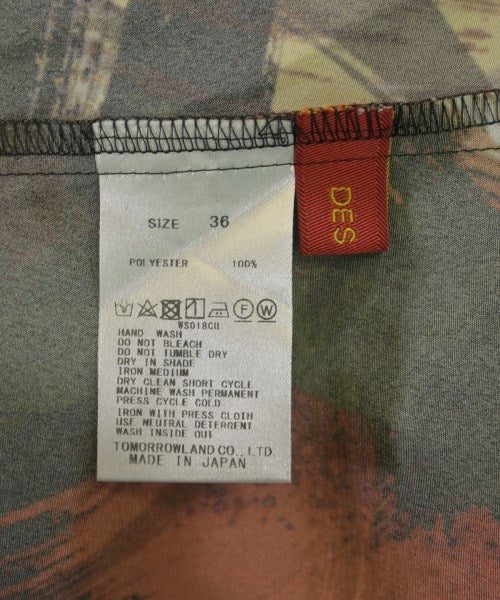 SIZE 36
POLYESTER 100%
F W
WS018CU
HAND WASH
DO NOT BLEACH
DO NOT TUMBLE DRY
DRY IN SHADE
IRON MEDIUM
DRY CLEAN SHORT CYCLE
MACHINE WASH PERMANENT
PRESS CYCLE COLD
IRON WITH PRESS CLOTH
USE NEUTRAL DETERGENT
WASH INSIDE OUT
TOMORROWLAND CO., LTD.
MADE IN JAPAN
DES